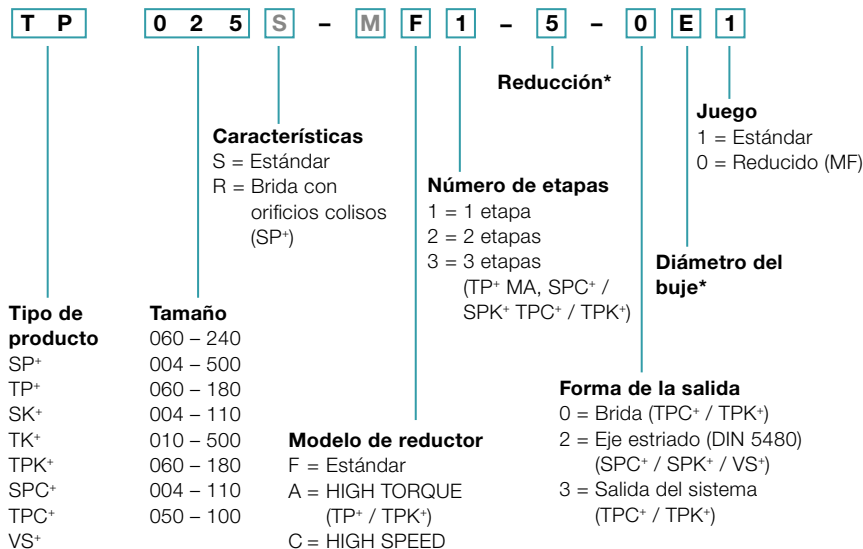 T P 0 2 5 S – M F 1 – 5 – 0 E 1
Reducción*
Juego
1 = Estándar
0 = Reducido (MF)
Características
S = Estándar
R = Brida con
orificios colisos
(SP+)
Número de etapas
1 = 1 etapa
2 = 2 etapas
3 = 3 etapas
(TP+ MA, SPC+ /
SPK+ TPC+ / TPK+)
Diámetro del
buje*
Tipo de
producto
SP+
TP+
SK+
TK+
TPK+
SPC+
TPC+
VS+
Tamaño
060 – 240
004 – 500
060 – 180
004 – 110
010 – 500
060 – 180
004 – 110
050 – 100
Modelo de reductor
F = Estándar
A = HIGH TORQUE
(TP+ / TPK+)
C = HIGH SPEED
Forma de la salida
0 = Brida (TPC+ / TPK+)
2 = Eje estriado (DIN 5480)
(SPC+ / SPK+ / VS+)
3 = Salida del sistema
(TPC+ / TPK+)